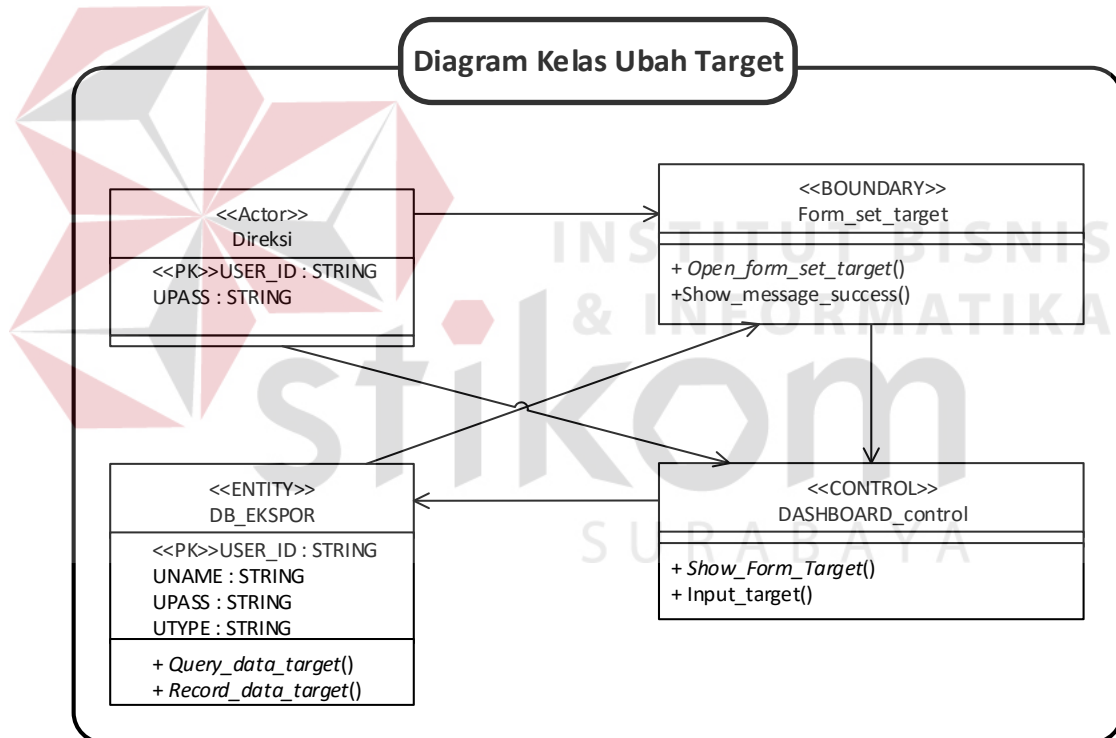 Diagram Kelas Ubah Target
<<Actor>>
Direksi
<<PK>>USER_ID : STRING
UPASS : STRING
<<BOUNDARY>>
Form_set_target
+ Open_form_set_target()
+Show_message_success()
<<ENTITY>>
DB_EKSPOR
<<PK>>USER_ID : STRING
UNAME : STRING
UPASS : STRING
UTYPE : STRING
+ Query_data_target()
+ Record_data_target()
<<CONTROL>>
DASHBOARD_control
+ Show_Form_Target()
+ Input_target()
INSTITUT BISNIS
& INFORMATIKA
stikom
SURABAYA